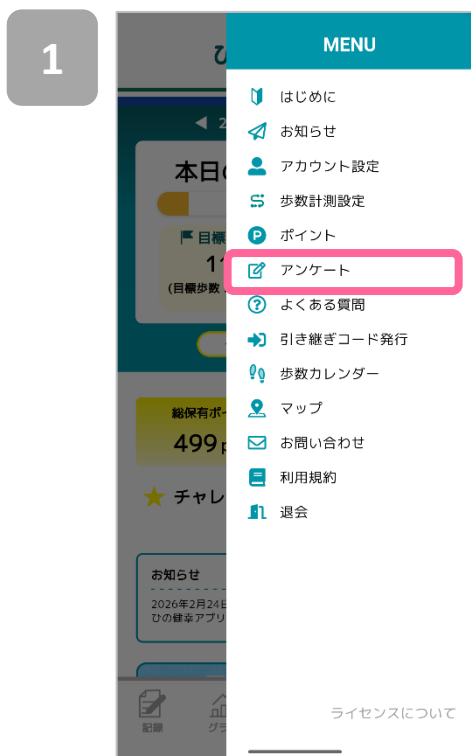 1
MENU
はじめに
お知らせ
アカウント設定
歩数計測設定
ポイント
アンケート
よくある質問
引き継ぎコード発行
歩数カレンダー
マップ
お問い合わせ
利用規約
退会
ライセンスについて
ひ
◀ 2
本日の
目標
11
(目標歩数
総保有ポイ
499 p
チャレ
お知らせ
2026年2月24日
ひの健幸アプリ
記録
グラ